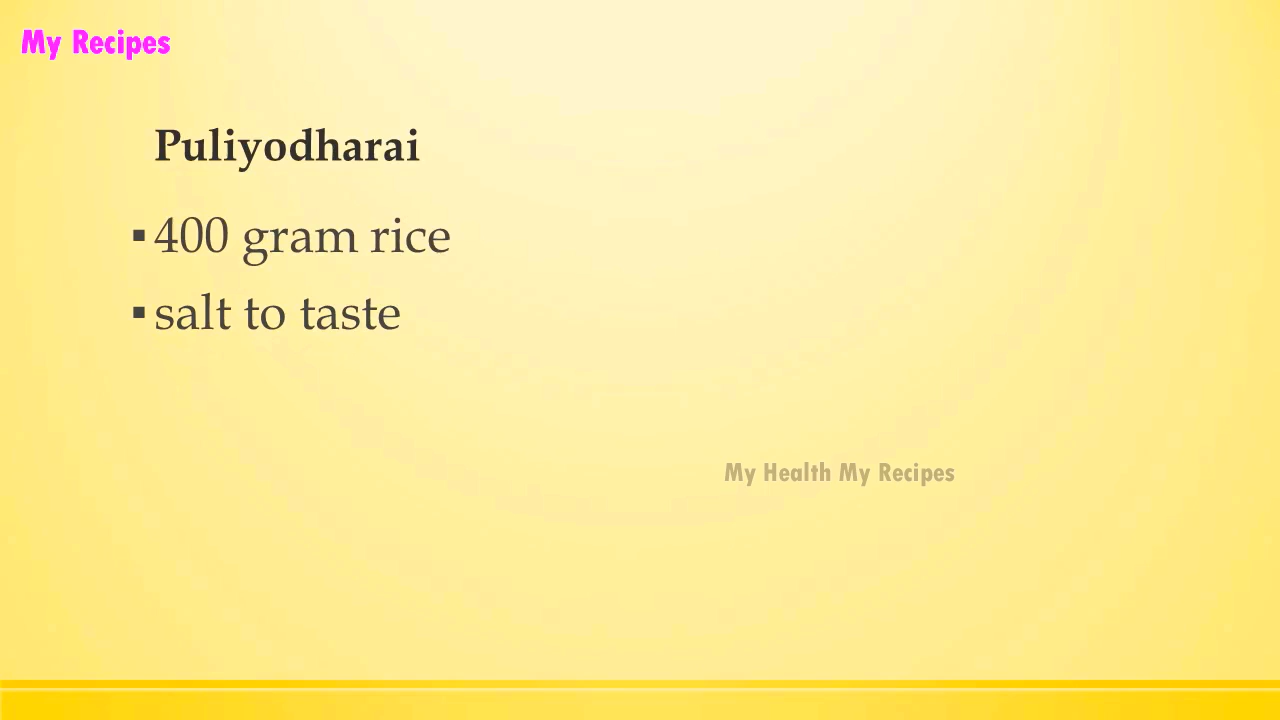 My Recipes
Puliyodharai
▪ 400 gram rice
▪ salt to taste
My Health My Recipes